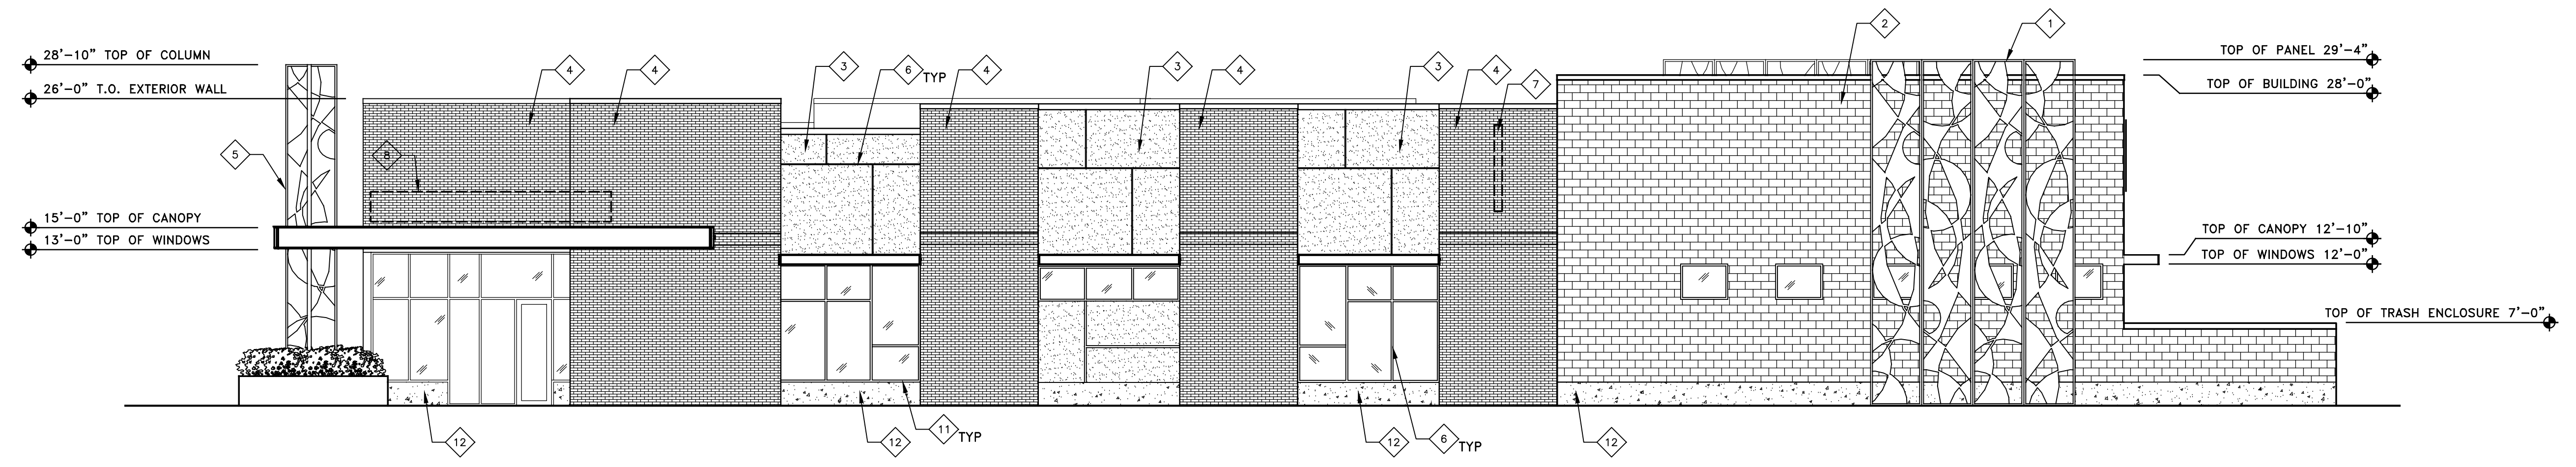 28'-10" TOP OF COLUMN
26'-0" T.O. EXTERIOR WALL
15'-0" TOP OF CANOPY
13'-0" TOP OF WINDOWS
5
8
4
4
3
6 TYP
4
3
4
3
4
7
2
1
TOP OF PANEL 29'-4"
TOP OF BUILDING 28'-0"
TOP OF CANOPY 12'-10"
TOP OF WINDOWS 12'-0"
TOP OF TRASH ENCLOSURE 7'-0"
12
12
11 TYP
12
6 TYP
12